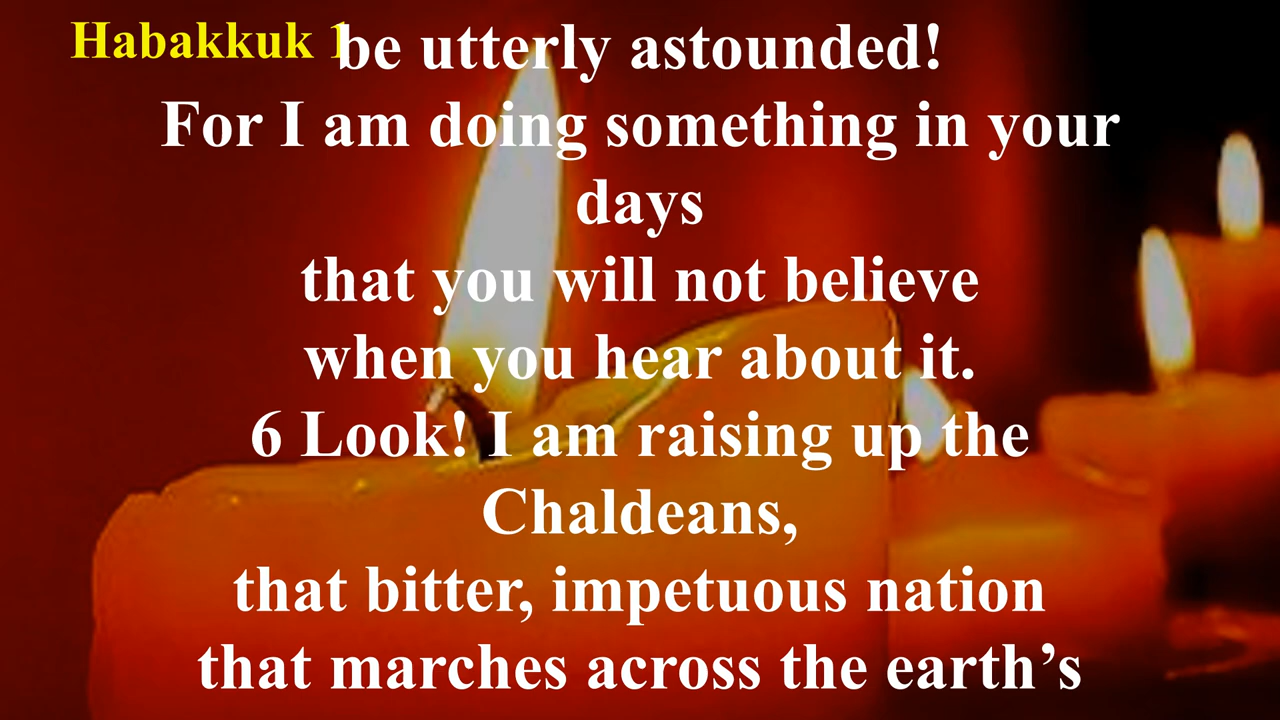 Habakkuk 1
be utterly astounded!
For I am doing something in your
days
that you will not believe
when you hear about it.
6 Look! I am raising up the
Chaldeans,
that bitter, impetuous nation
that marches across the earth’s